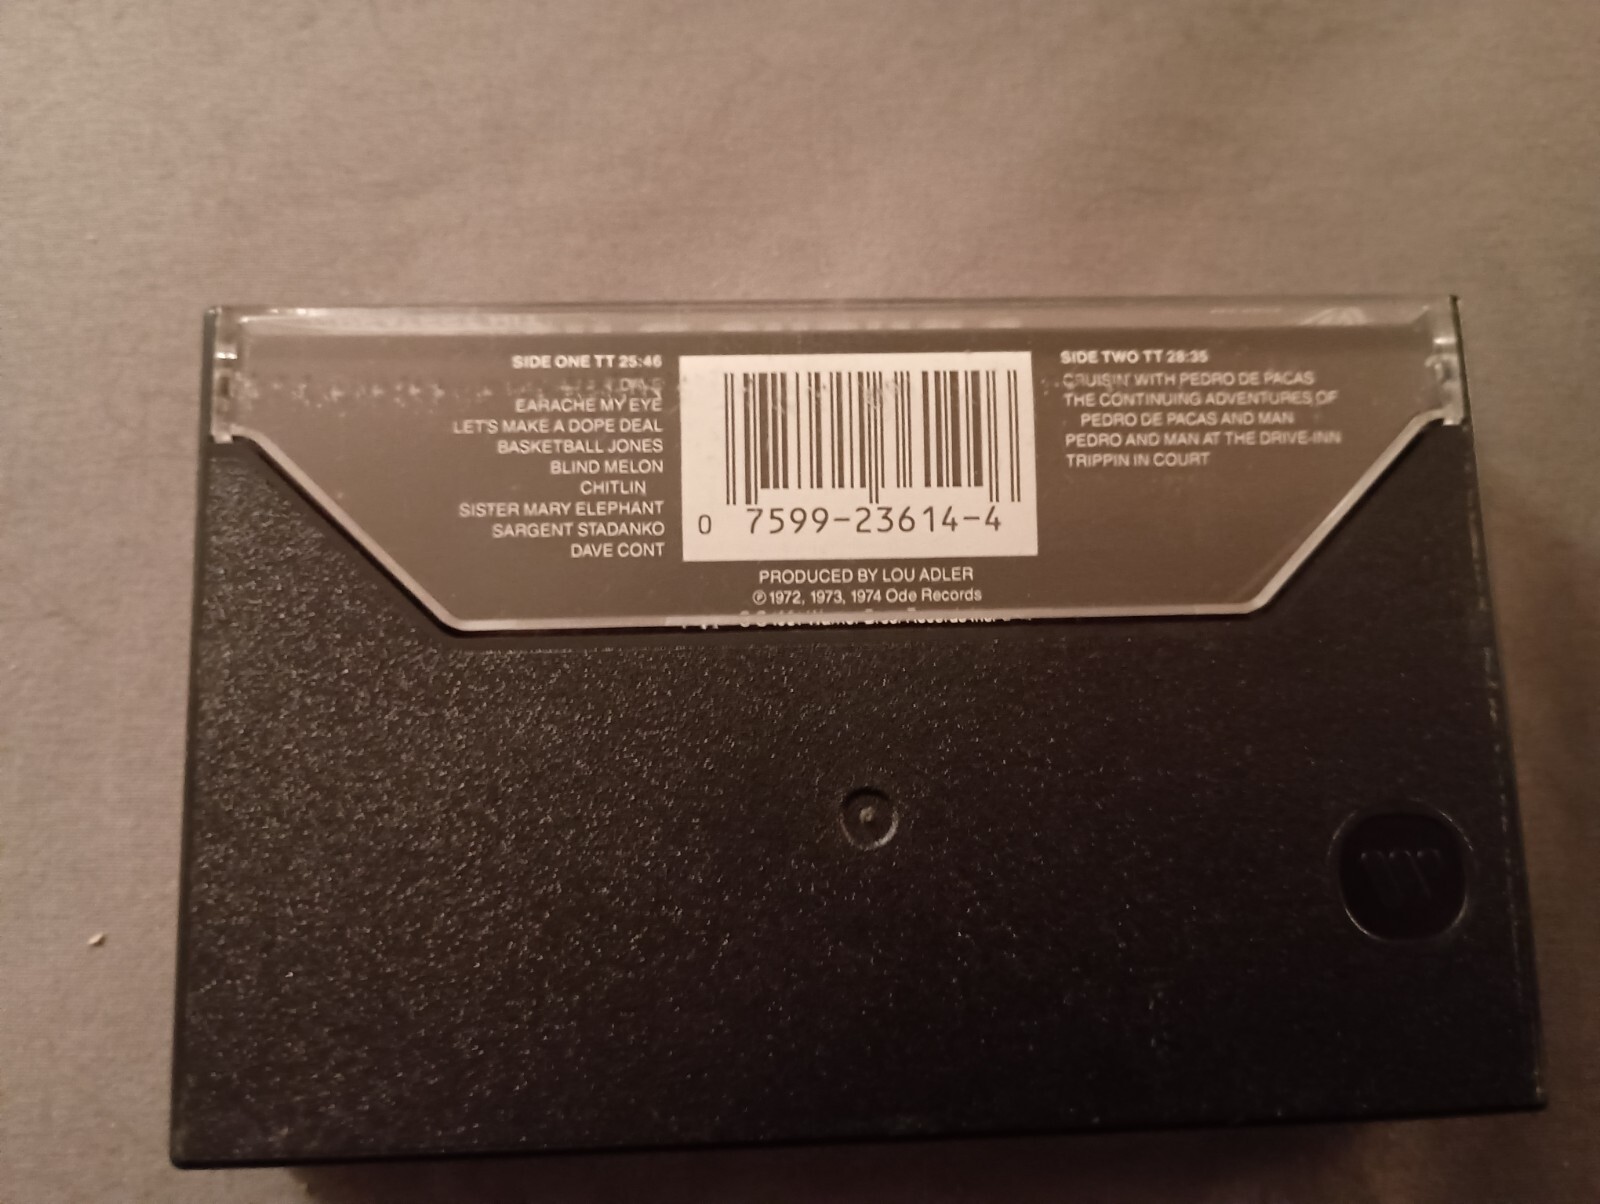 SIDE ONE TT 25:46
DAVE
EARACHE MY EYE
LET'S MAKE A DOPE DEAL
BASKETBALL JONES
BLIND MELON
CHITLIN
SISTER MARY ELEPHANT
SARGENT STADANKO
DAVE CONT
0 7599-23614-4
PRODUCED BY LOU ADLER
℗ 1972, 1973, 1974 Ode Records
SIDE TWO TT 28:35
CRUISIN' WITH PEDRO DE PACAS
THE CONTINUING ADVENTURES OF
PEDRO DE PACAS AND MAN
PEDRO AND MAN AT THE DRIVE-INN
TRIPPIN IN COURT